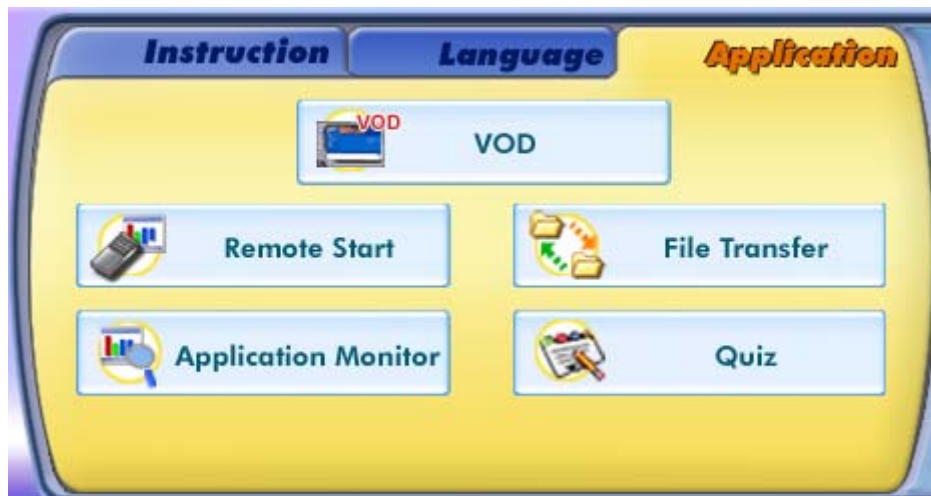 Instruction
Language
Application
VOD
VOD
Remote Start
File Transfer
Application Monitor
Quiz